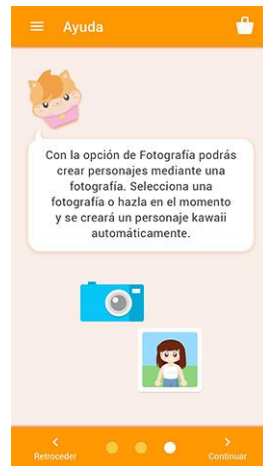 Ayuda
Con la opción de Fotografía podrás
crear personajes mediante una
fotografía. Selecciona una
fotografía o hazla en el momento
y se creará un personaje kawaii
automáticamente.
Retroceder
Continuar